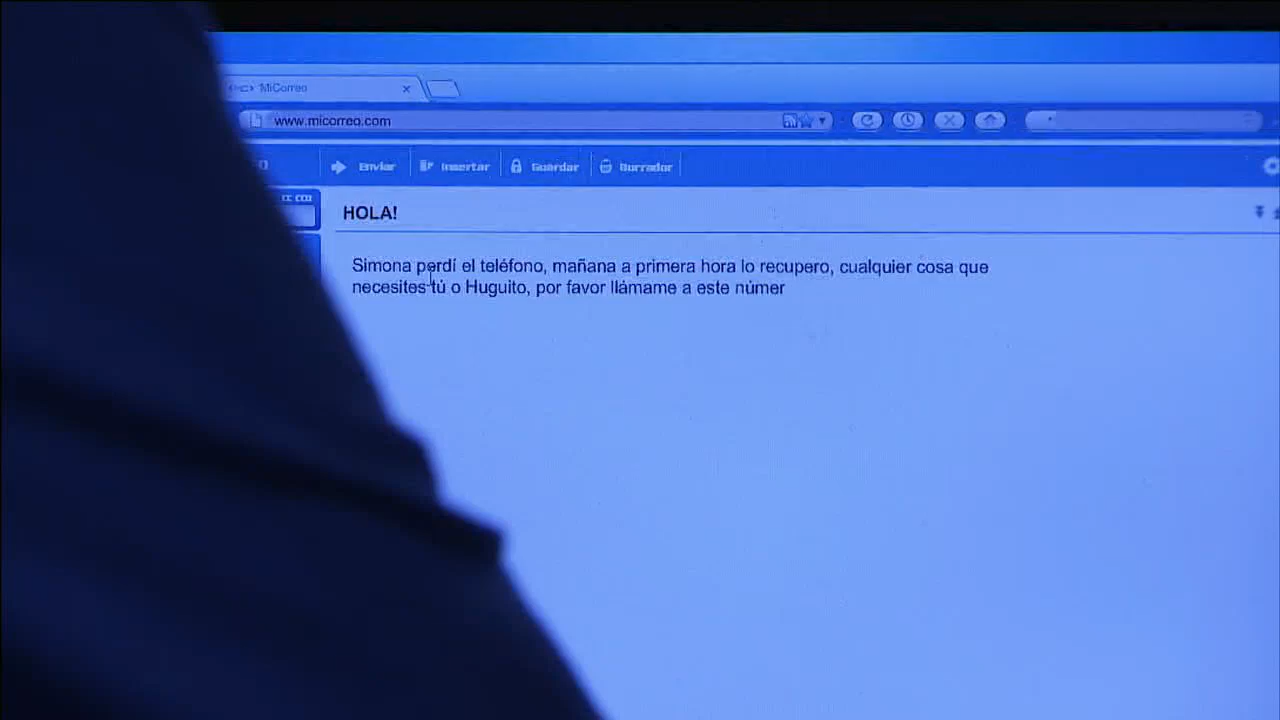 MiCorreo
www.micorreo.com
Enviar Insertar Guardar Borrador
HOLA!
Simona perdí el teléfono, mañana a primera hora lo recupero, cualquier cosa que
necesites tú o Huguito, por favor llámame a este númer